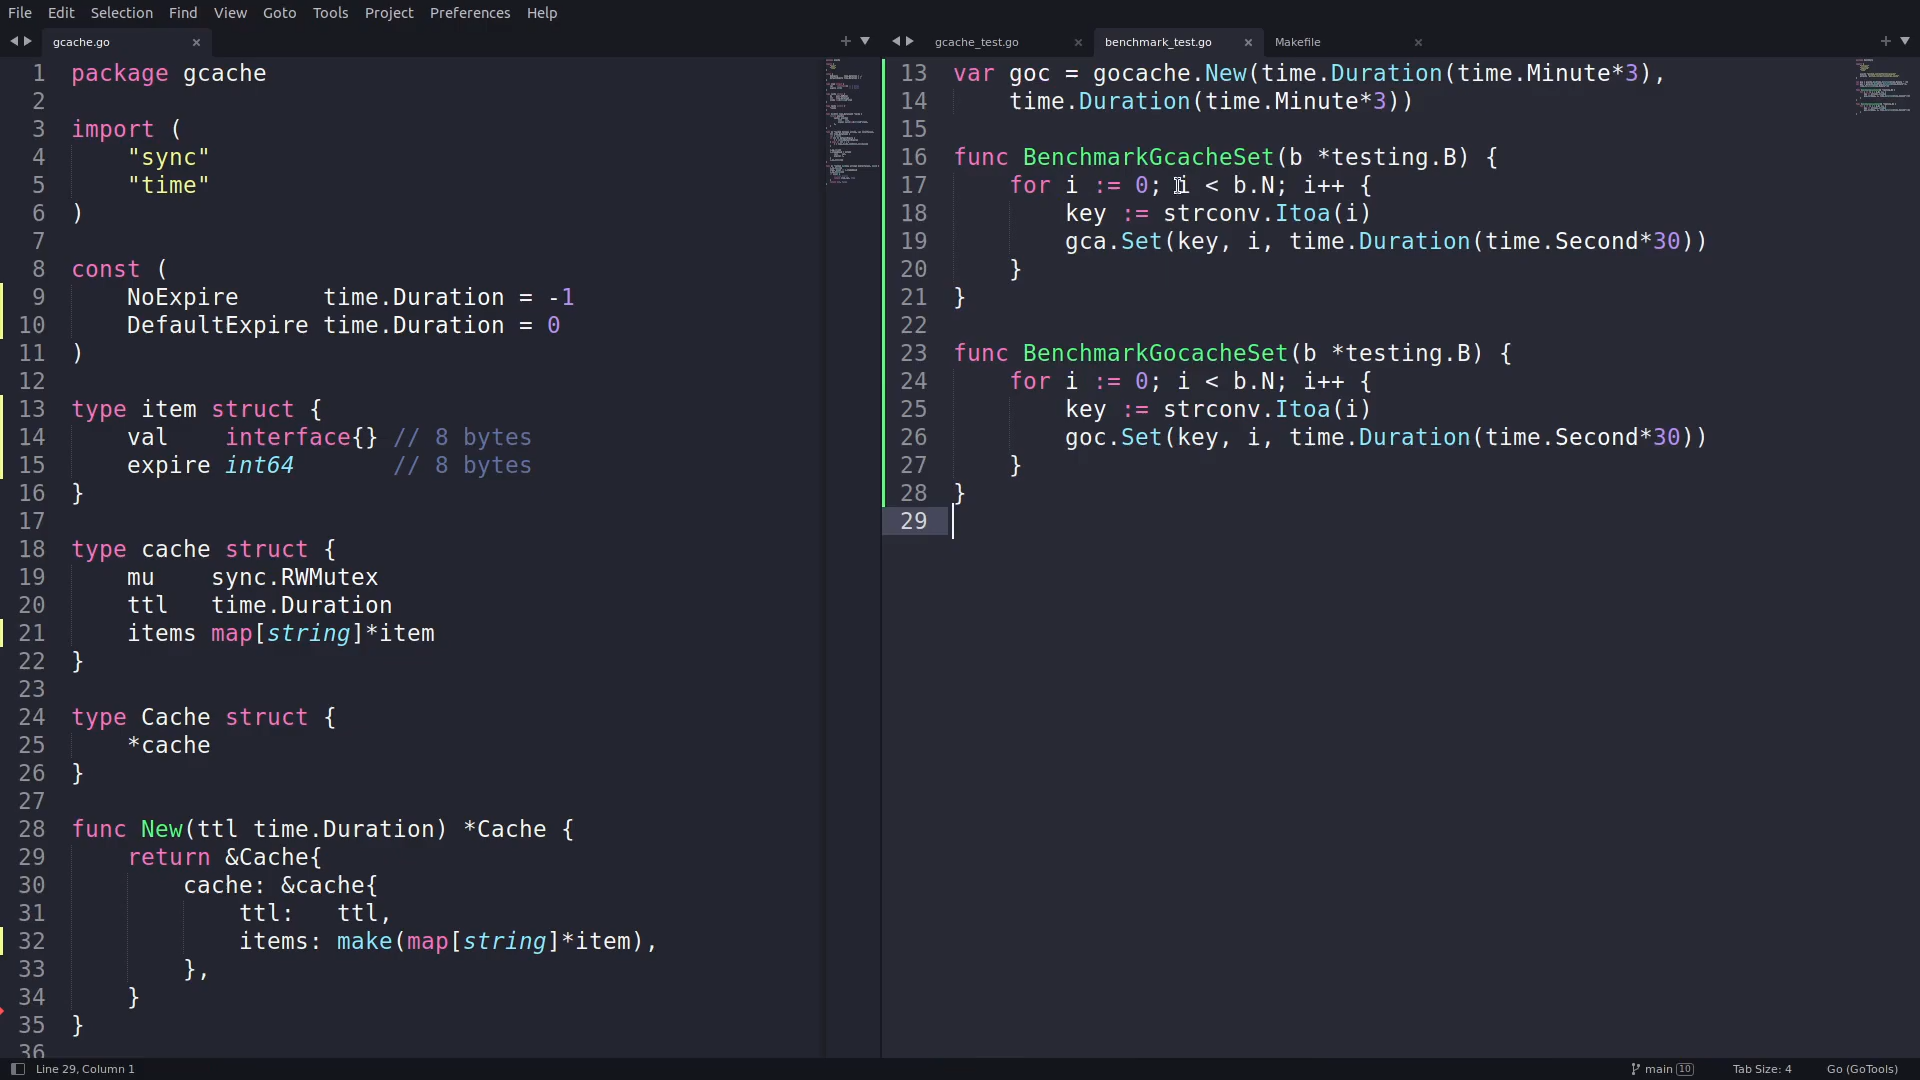 File Edit Selection Find View Goto Tools Project Preferences Help
gcache.go
1 package gcache
2
3 import (
4 "sync"
5 "time"
6 )
7
8 const (
9 NoExpire time.Duration = -1
10 DefaultExpire time.Duration = 0
11 )
12
13 type item struct {
14 val interface{} // 8 bytes
15 expire int64 // 8 bytes
16 }
17
18 type cache struct {
19 mu sync.RWMutex
20 ttl time.Duration
21 items map[string]*item
22 }
23
24 type Cache struct {
25 *cache
26 }
27
28 func New(ttl time.Duration) *Cache {
29 return &Cache{
30 cache: &cache{
31 ttl: ttl,
32 items: make(map[string]*item),
33 },
34 }
35 }
36
gcache_test.go benchmark_test.go Makefile
13 var goc = gocache.New(time.Duration(time.Minute*3),
14 time.Duration(time.Minute*3))
15
16 func BenchmarkGcacheSet(b *testing.B) {
17 for i := 0; i < b.N; i++ {
18 key := strconv.Itoa(i)
19 gca.Set(key, i, time.Duration(time.Second*30))
20 }
21 }
22
23 func BenchmarkGocacheSet(b *testing.B) {
24 for i := 0; i < b.N; i++ {
25 key := strconv.Itoa(i)
26 goc.Set(key, i, time.Duration(time.Second*30))
27 }
28 }
29
Line 29, Column 1
main 10 Tab Size: 4 Go (GoTools)